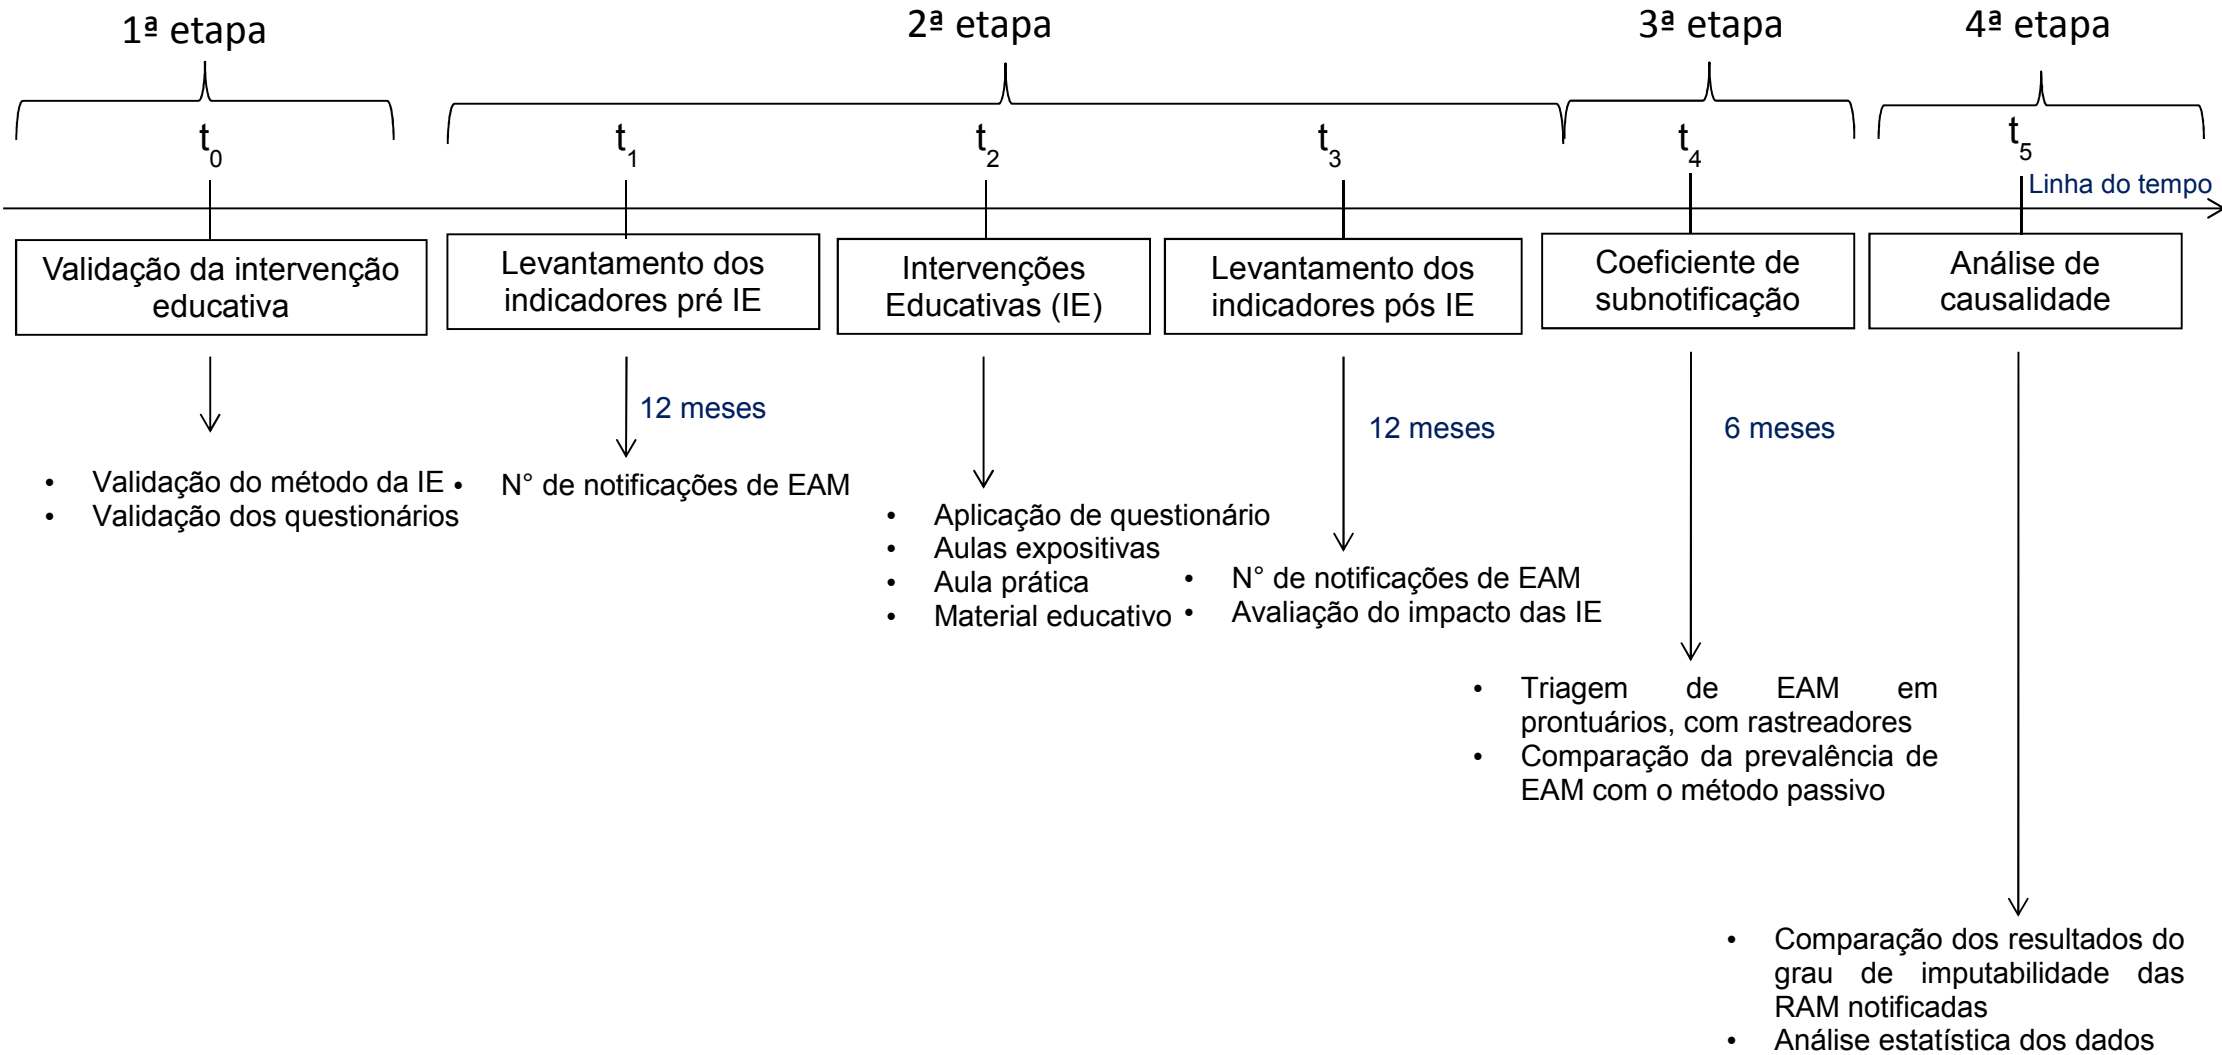 1ª etapa
2ª etapa
3ª etapa
4ª etapa
t0
t1
t2
t3
t4
t5
Linha do tempo
Validação da intervenção
educativa
Levantamento dos
indicadores pré IE
Intervenções
Educativas (IE)
Levantamento dos
indicadores pós IE
Coeficiente de
subnotificação
Análise de
causalidade
12 meses
12 meses
6 meses
• Validação do método da IE
• Validação dos questionários
• N° de notificações de EAM
• Aplicação de questionário
• Aulas expositivas
• Aula prática
• Material educativo
• N° de notificações de EAM
• Avaliação do impacto das IE
• Triagem de EAM em
prontuários, com rastreadores
• Comparação da prevalência de
EAM com o método passivo
• Comparação dos resultados do
grau de imputabilidade das
RAM notificadas
• Análise estatística dos dados